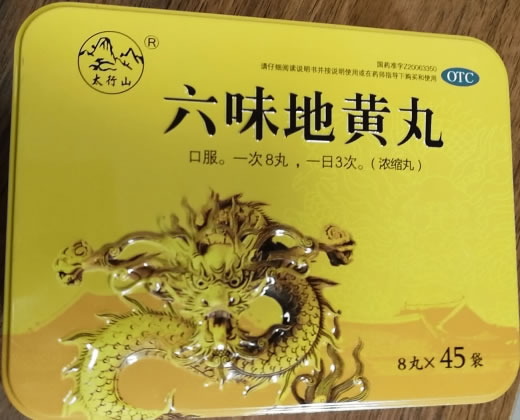 太行山
®
国药准字Z20063350
请仔细阅读说明书并按说明使用或在药师指导下购买和使用
OTC
六味地黄丸
口服。一次8丸，一日3次。（浓缩丸）
8丸×45袋